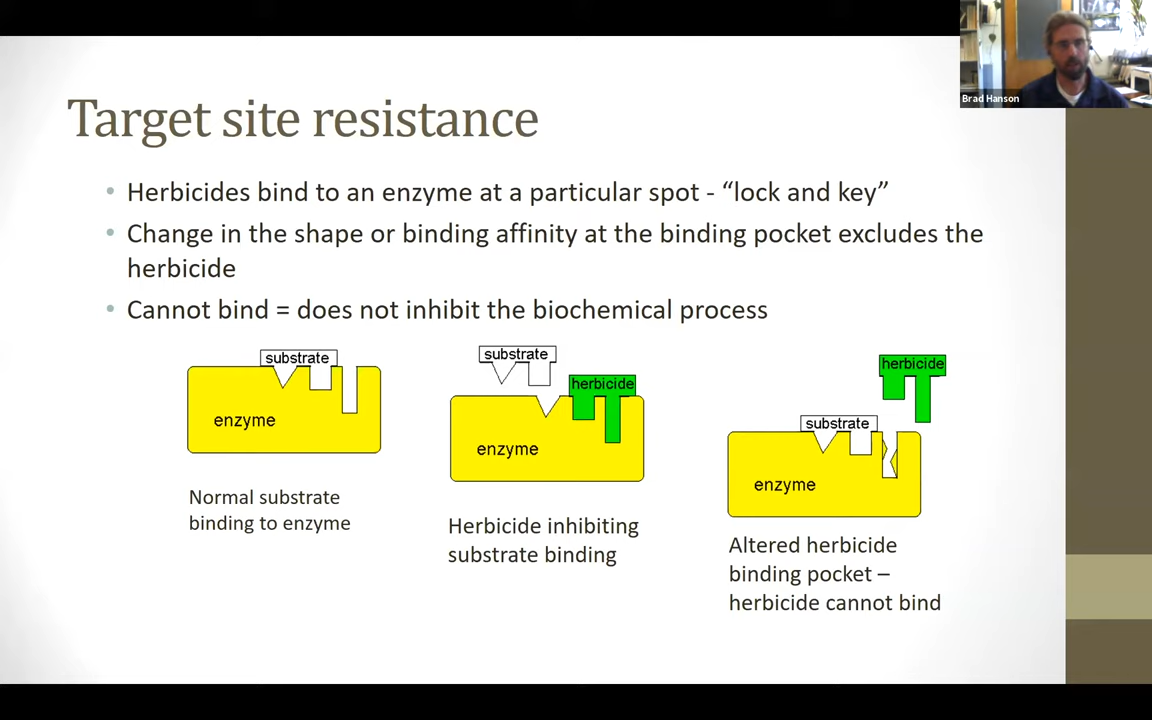 Brad Hanson
Target site resistance
• Herbicides bind to an enzyme at a particular spot - “lock and key”
• Change in the shape or binding affinity at the binding pocket excludes the
herbicide
• Cannot bind = does not inhibit the biochemical process
substrate
enzyme
Normal substrate
binding to enzyme
substrate
herbicide
enzyme
Herbicide inhibiting
substrate binding
herbicide
substrate
enzyme
Altered herbicide
binding pocket –
herbicide cannot bind